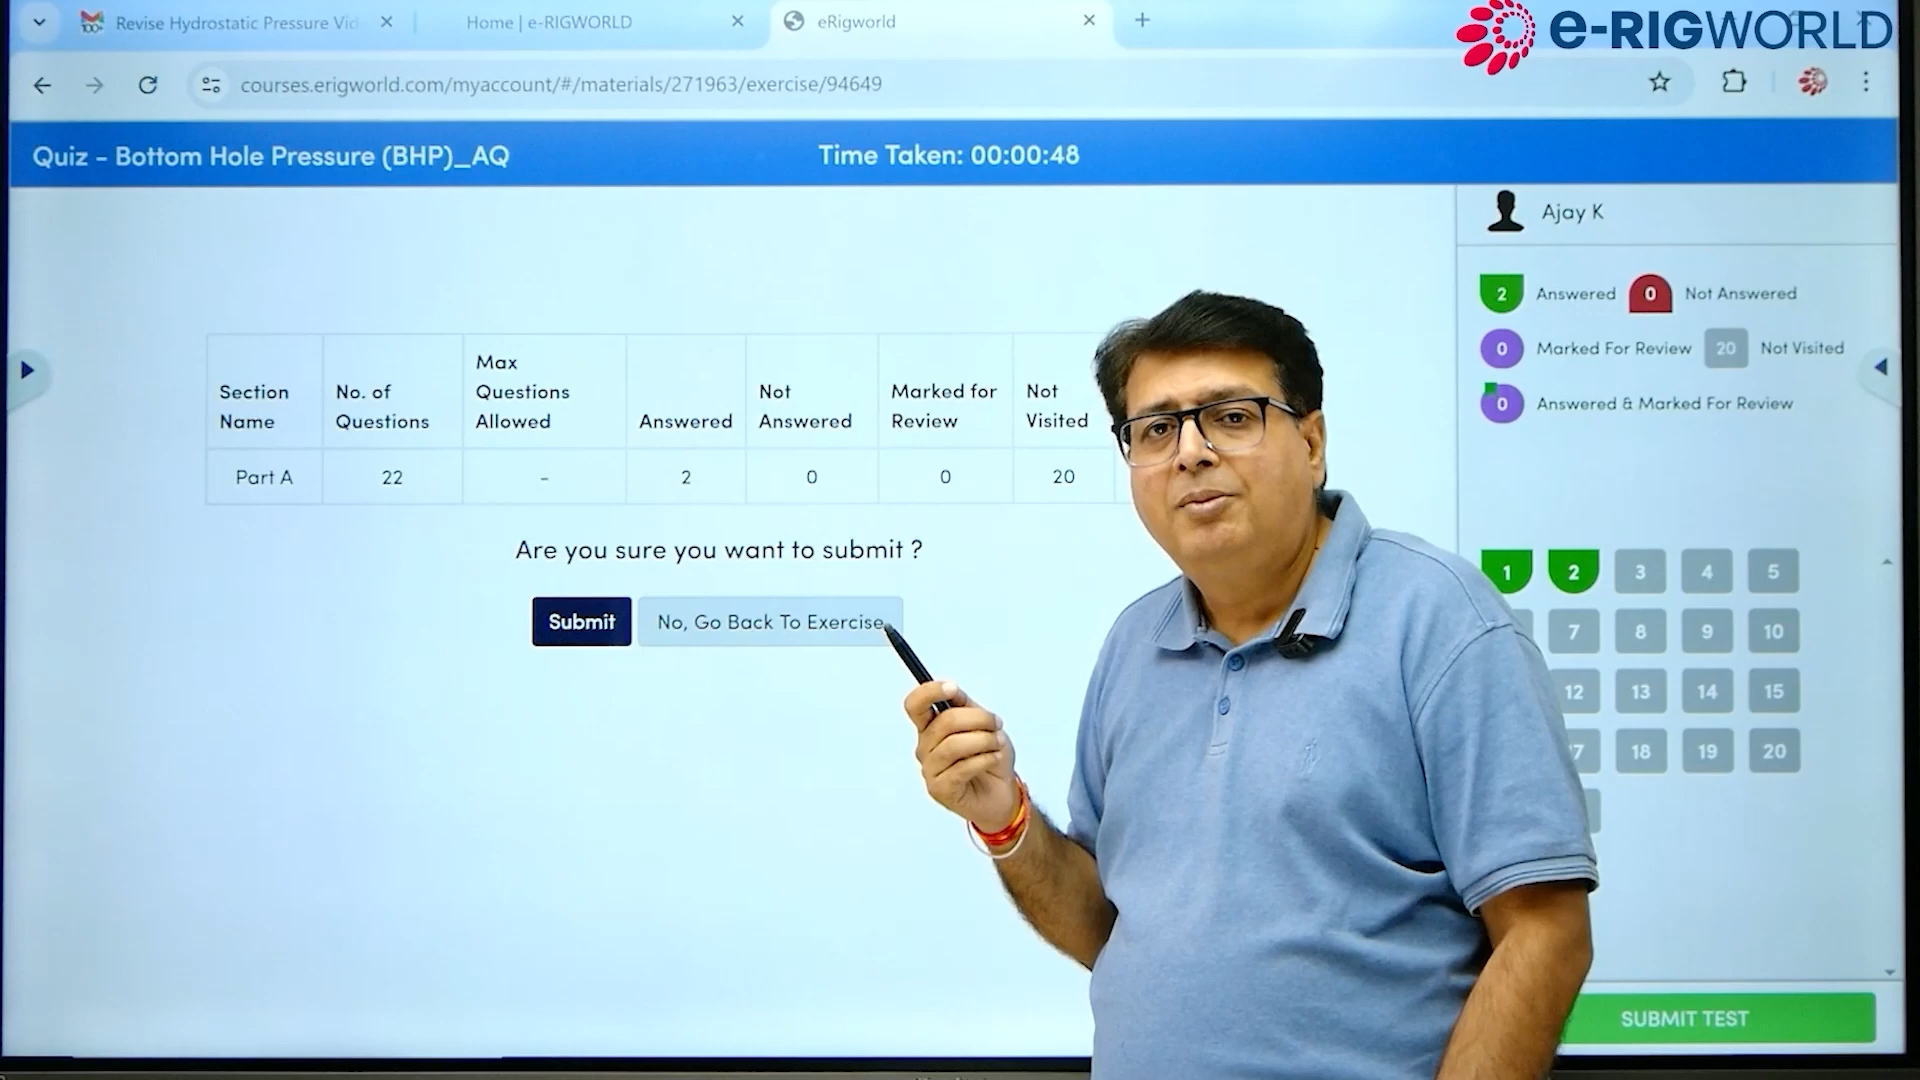 Revise Hydrostatic Pressure Vid
Home | e-RIGWORLD
eRigworld
e-RIGWORLD
courses.erigworld.com/myaccount/#/materials/271963/exercise/94649
Quiz - Bottom Hole Pressure (BHP)_AQ
Time Taken: 00:00:48
Ajay K
2 Answered 0 Not Answered
0 Marked For Review 20 Not Visited
0 Answered & Marked For Review
Section Name
No. of Questions
Max Questions Allowed
Answered
Not Answered
Marked for Review
Not Visited
Part A 22 - 2 0 0 20
Are you sure you want to submit ?
Submit No, Go Back To Exercise
1 2 3 4 5
7 8 9 10
12 13 14 15
18 19 20
SUBMIT TEST